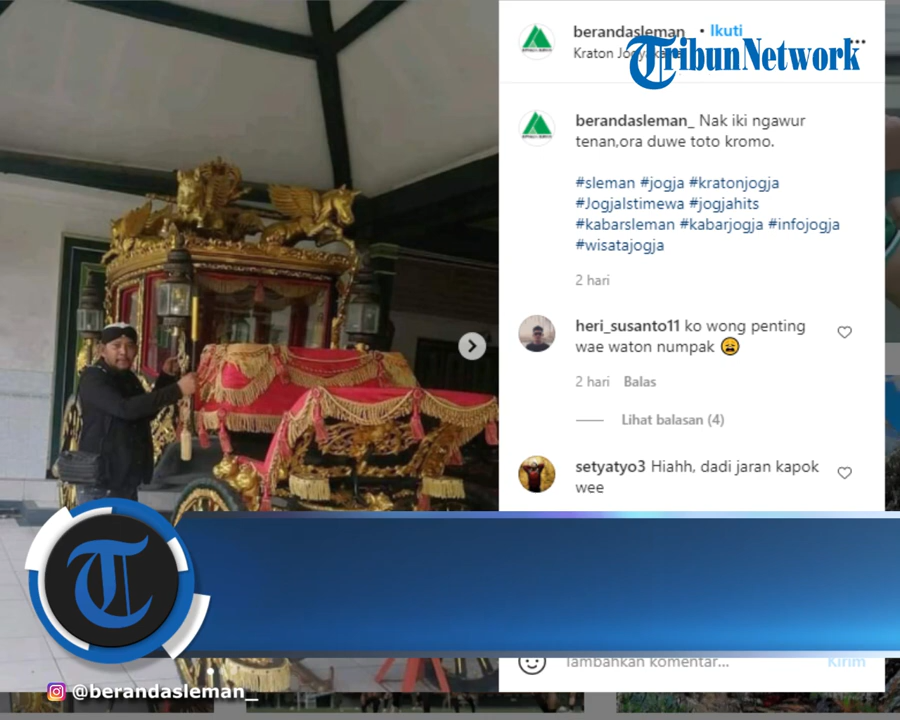 berandasleman_ • Ikuti
Kraton Jogyakarta
TribunNetwork
berandasleman_ Nak iki ngawur
tenan,ora duwe toto kromo.
#sleman #jogja #kratonjogja
#JogjaIstimewa #jogjahits
#kabarsleman #kabarjogja #infojogja
#wisatajogja
2 hari
heri_susanto11 ko wong penting
wae waton numpak 😩
2 hari Balas
Lihat balasan (4)
setyatyo3 Hiahh, dadi jaran kapok
wee
T
Tambahkan komentar... Kirim
@berandasleman_